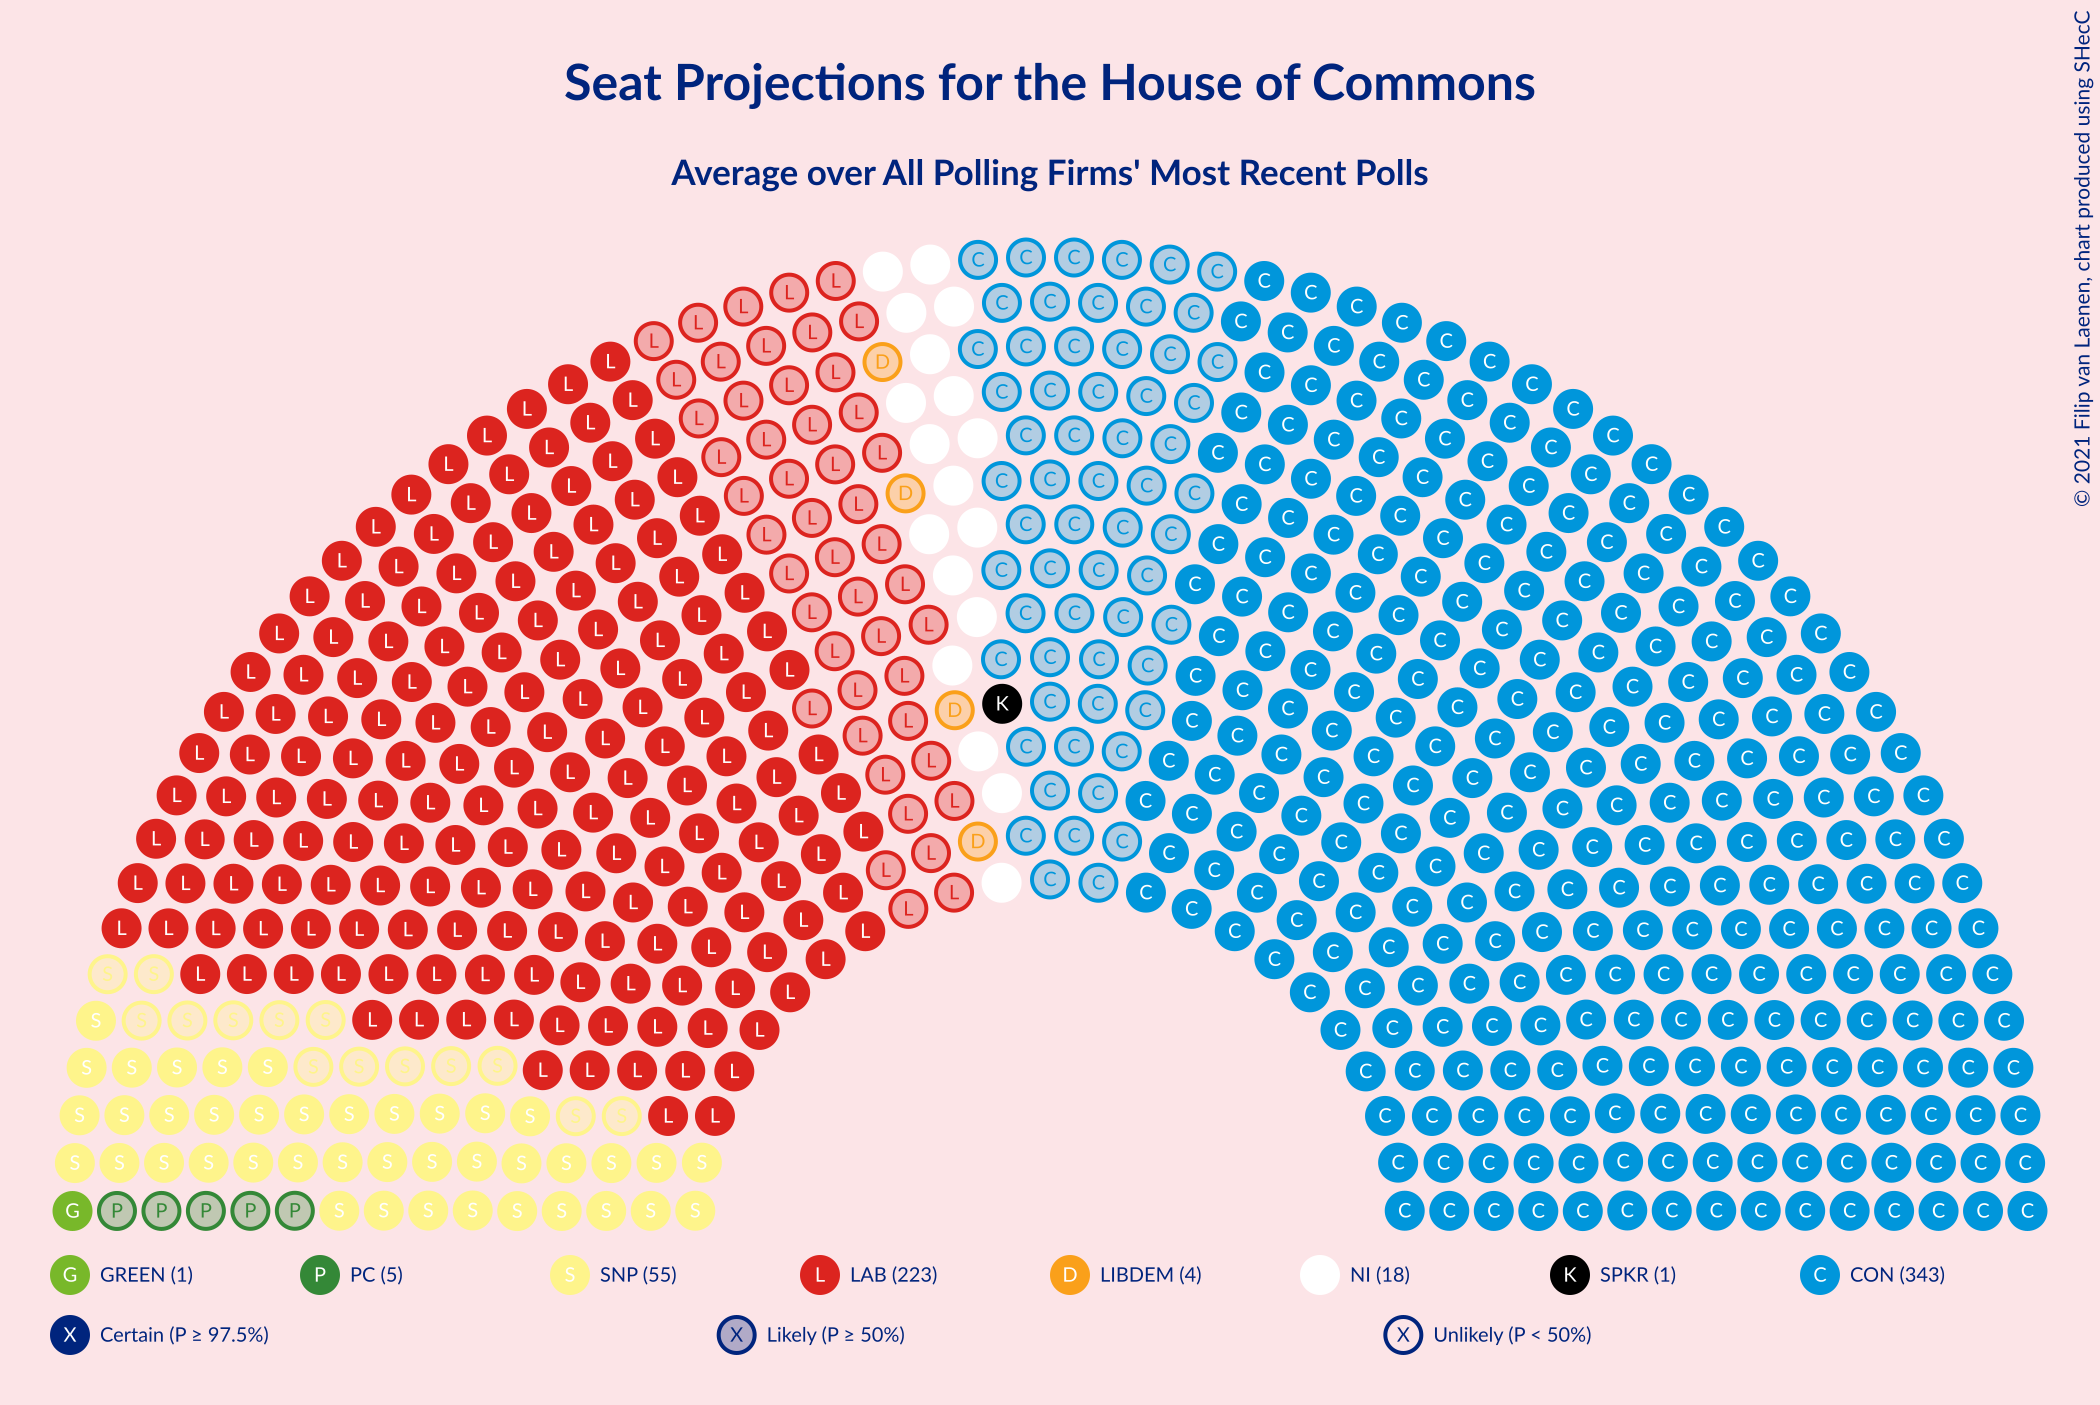 Seat Projections for the House of Commons
Average over All Polling Firms' Most Recent Polls
© 2021 Filip van Laenen, chart produced using SHecC
G GREEN (1)
P PC (5)
S SNP (55)
L LAB (223)
D LIBDEM (4)
NI (18)
K SPKR (1)
C CON (343)
X Certain (P ≥ 97.5%)
X Likely (P ≥ 50%)
X Unlikely (P < 50%)